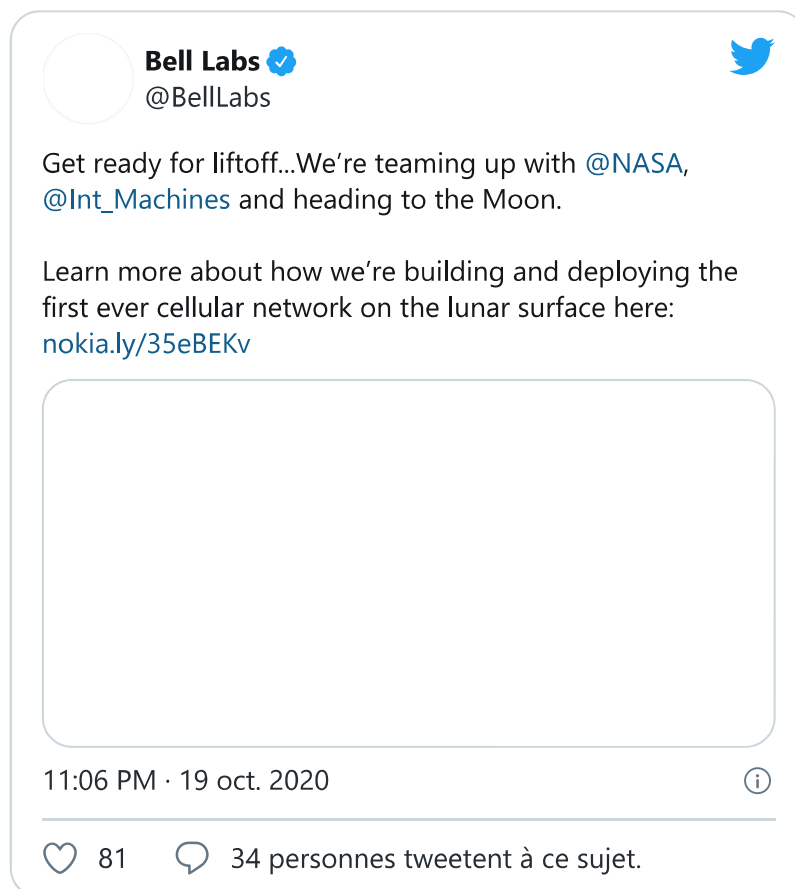 Bell Labs
@BellLabs
Get ready for liftoff...We’re teaming up with @NASA,
@Int_Machines and heading to the Moon.
Learn more about how we’re building and deploying the
first ever cellular network on the lunar surface here:
nokia.ly/35eBEKv
11:06 PM · 19 oct. 2020
81 34 personnes tweetent à ce sujet.